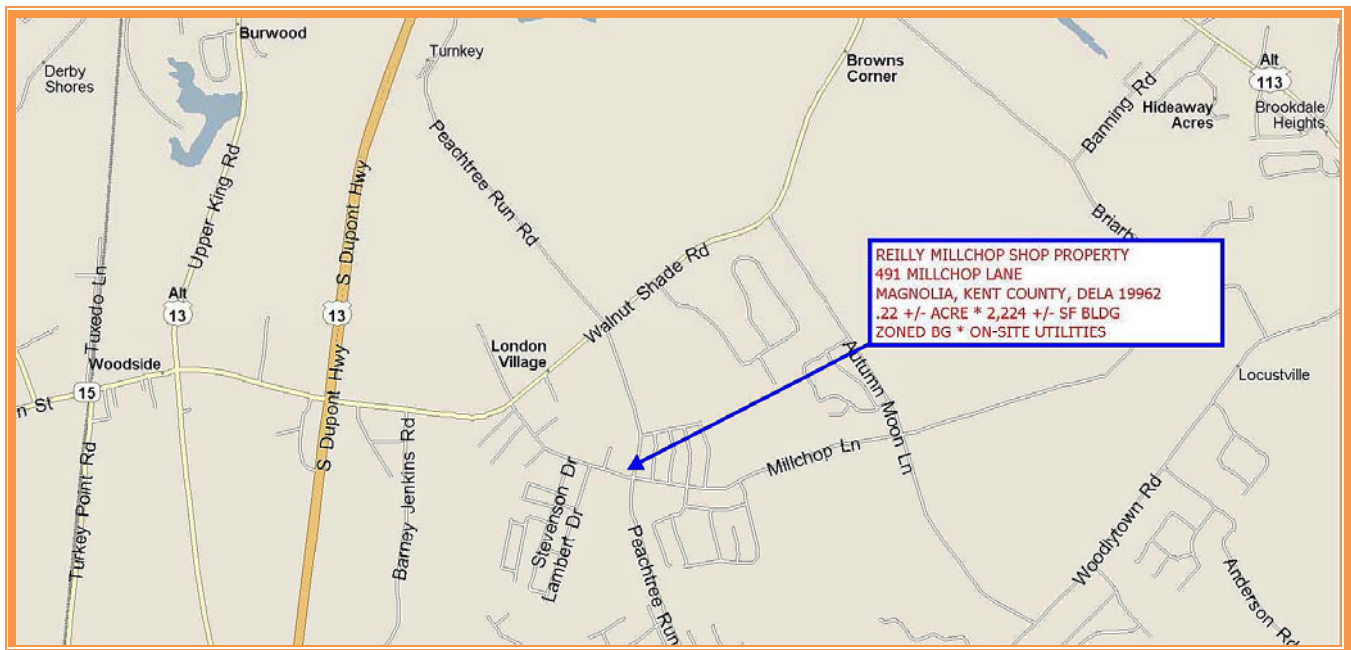 Burwood
Turnkey
Derby
Shores
Browns
Corner
Alt
113
Banning Rd
Hideaway
Acres
Brookdale
Heights
Peachtree Run Rd
S Dupont Hwy
Upper King Rd
Tuxedo Ln
Alt
13
13
Walnut Shade Rd
REILLY MILLCHOP SHOP PROPERTY
491 MILLCHOP LANE
MAGNOLIA, KENT COUNTY, DELA 19962
.22 +/- ACRE * 2,224 +/- SF BLDG
ZONED BG * ON-SITE UTILITIES
London
Village
Woodside
15
n St
S Dupont Hwy
Autumn Moon Ln
Locustville
Turkey Point Rd
Barney Jenkins Rd
Stevenson Dr
Lambert Dr
Millchop Ln
Peachtree Run
Woodlytown Rd
Anderson Rd